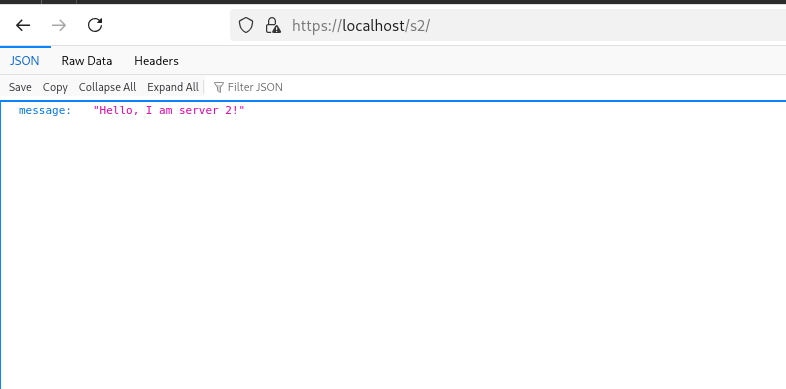 https://localhost/s2/
JSON Raw Data Headers
Save Copy Collapse All Expand All Filter JSON
message: "Hello, I am server 2!"